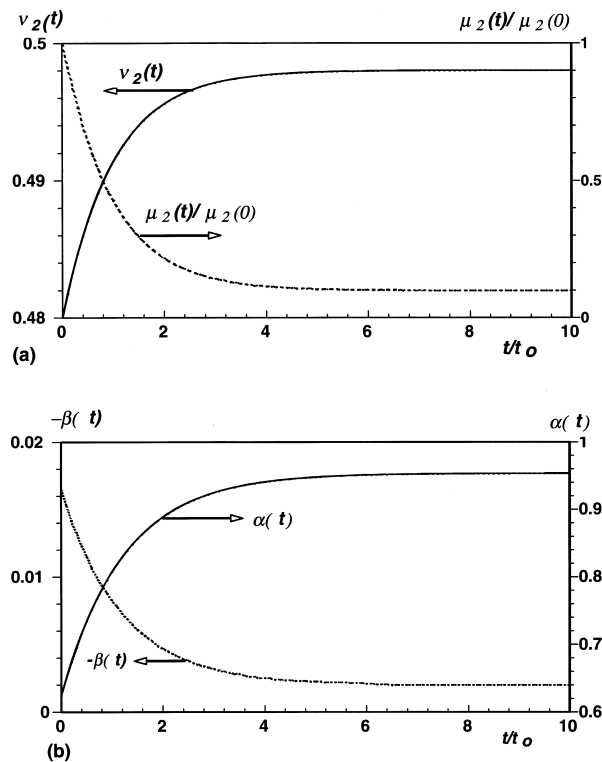 ν₂(t) μ₂(t)/ μ₂(0)
0.5 1
ν₂(t)
0.49 0.5
μ₂(t)/ μ₂(0)
0.48 0
0 2 4 6 8 10
(a) t/t₀
–β( t) α( t)
0.02 1
0.9
α( t)
0.01 0.8
0.7
-β( t)
0 0.6
0 2 4 6 8 10
(b) t/t₀